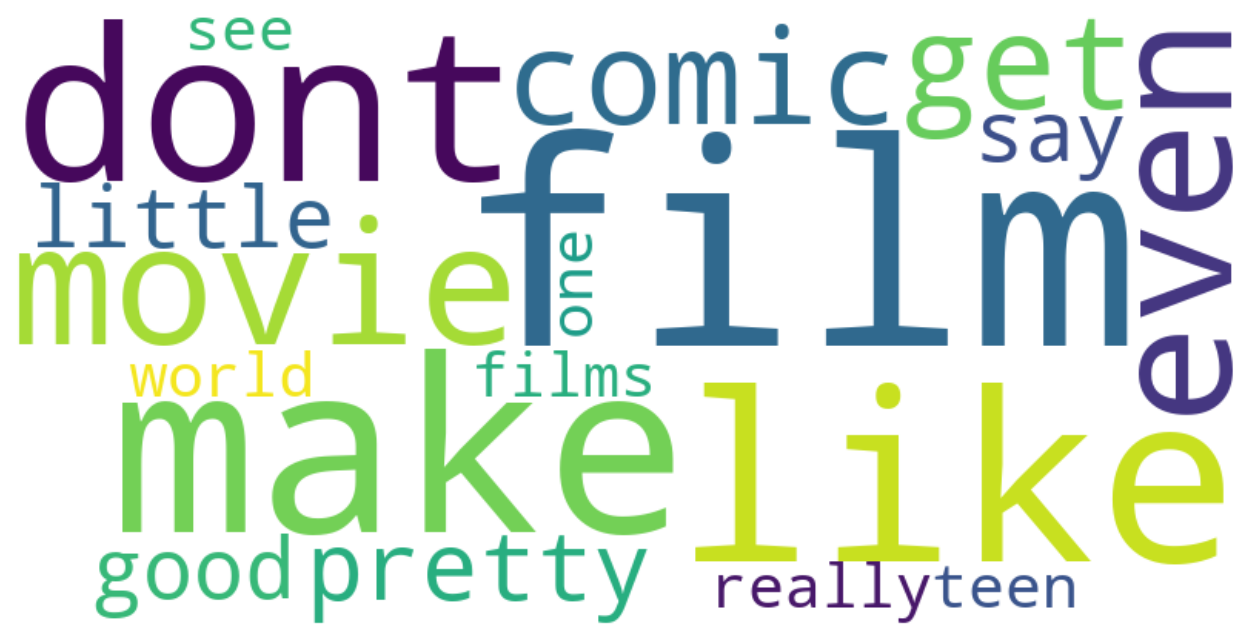 see
dont
comic
get
even
say
film
little
movie
one
world
films
make
like
good
pretty
really
teen